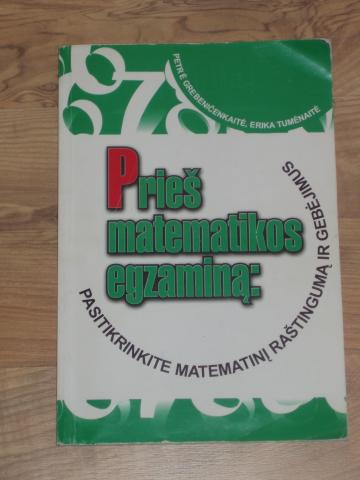 PETRĖ GREBENIČENKAITĖ, ERIKA TUMĖNAITĖ
Prieš
matematikos
egzaminą:
PASITIKRINKITE MATEMATINĮ RAŠTINGUMĄ IR GEBĖJIMUS